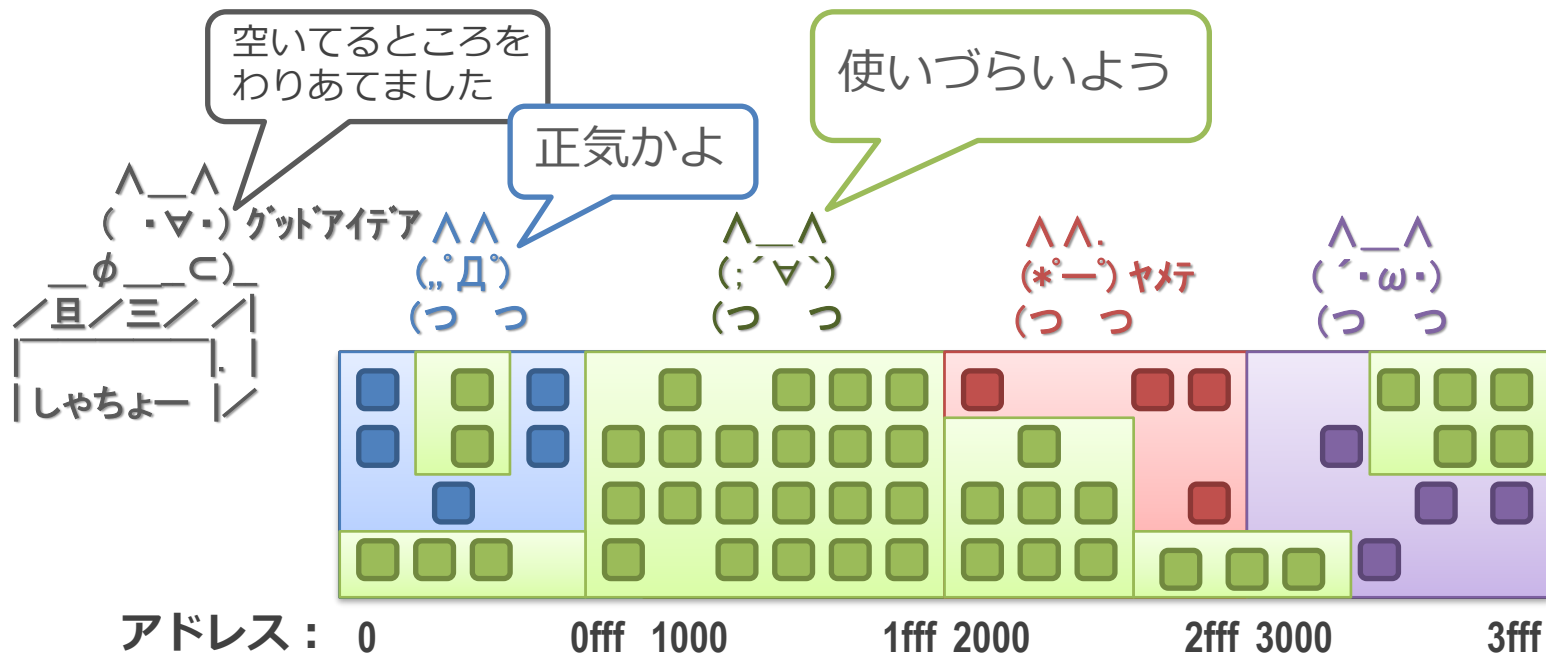 空いてるところを
わりあてました
正気かよ
使いづらいよう
∧＿∧
( ・∀・) ｸﾞｯﾄﾞｱｲﾃﾞｱ
＿φ＿＿⊂)_
／旦／三／ ／|
|￣￣￣￣￣￣￣|. |
| しゃちょー |／
∧ ∧
(,,ﾟДﾟ)
(つ つ
∧＿∧
(;´∀｀)
(つ つ
∧ ∧.
(*ﾟーﾟ) ﾔﾒﾃ
(つ つ
∧＿∧
(´・ω・)
(つ つ
アドレス： 0 0fff 1000 1fff 2000 2fff 3000 3fff